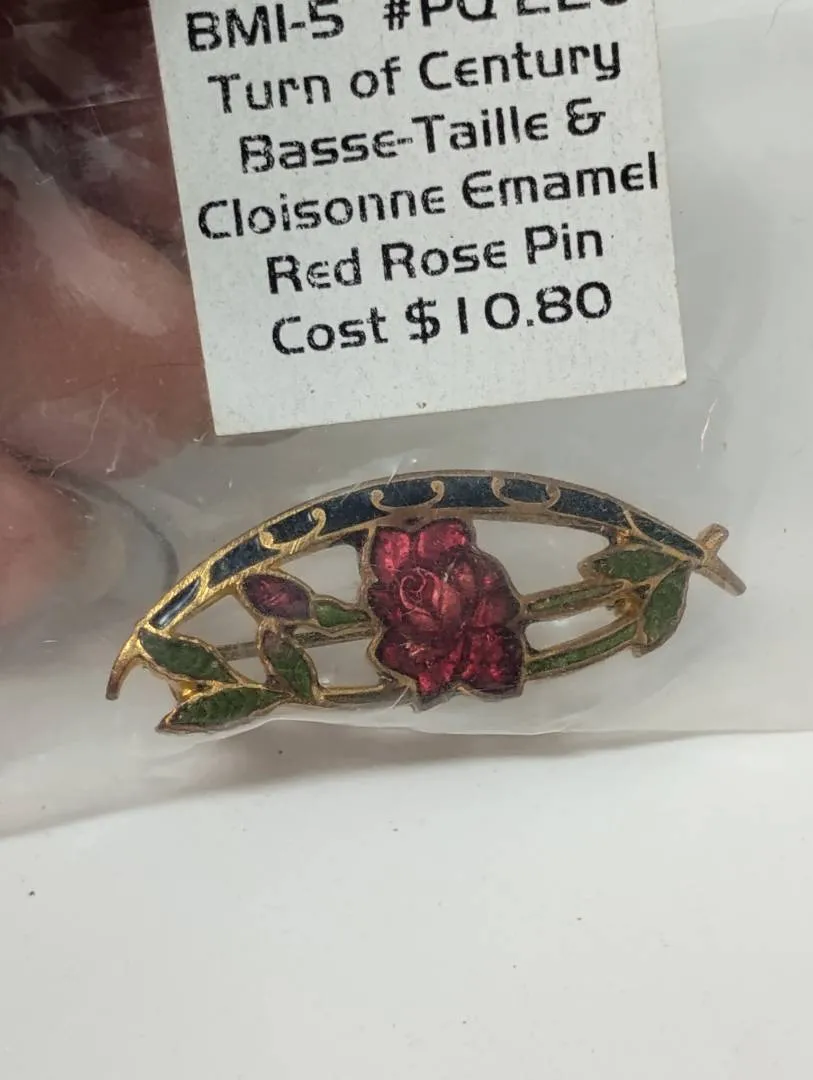 BMI-5
Turn of Century
Basse-Taille &
Cloisonne Emamel
Red Rose Pin
Cost $10.80